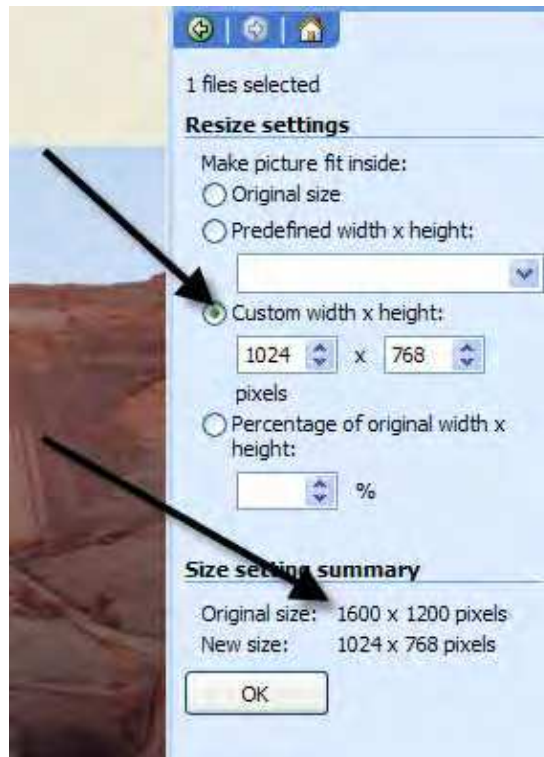 1 files selected
Resize settings
Make picture fit inside:
Original size
Predefined width x height:
Custom width x height:
1024 x 768
pixels
Percentage of original width x
height:
%
Size setting summary
Original size: 1600 x 1200 pixels
New size: 1024 x 768 pixels
OK